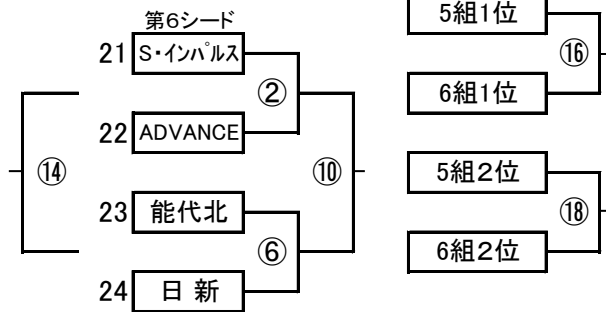 第6シード
21 S・インパルス
②
22 ADVANCE
⑭
⑩
23 能代北
⑥
24 日 新
5組1位
⑯
6組1位
5組２位
⑱
6組２位